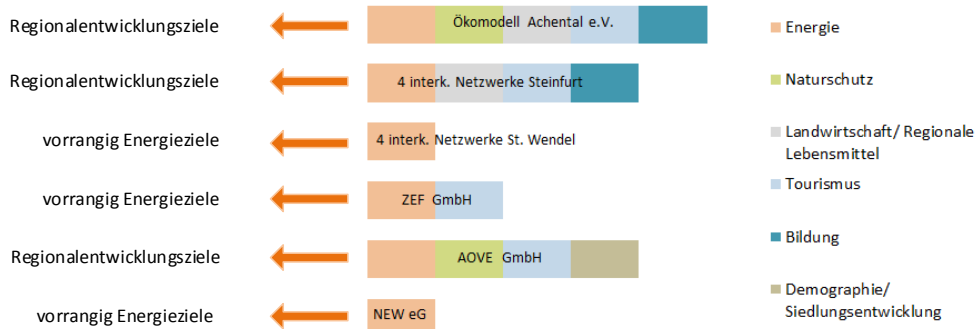 Regionalentwicklungsziele
Ökomodell Achental e.V.
Regionalentwicklungsziele
4 interk. Netzwerke Steinfurt
vorrangig Energieziele
4 interk. Netzwerke St. Wendel
vorrangig Energieziele
ZEF GmbH
Regionalentwicklungsziele
AOVE GmbH
vorrangig Energieziele
NEW eG
Energie
Naturschutz
Landwirtschaft/ Regionale
Lebensmittel
Tourismus
Bildung
Demographie/
Siedlungsentwicklung